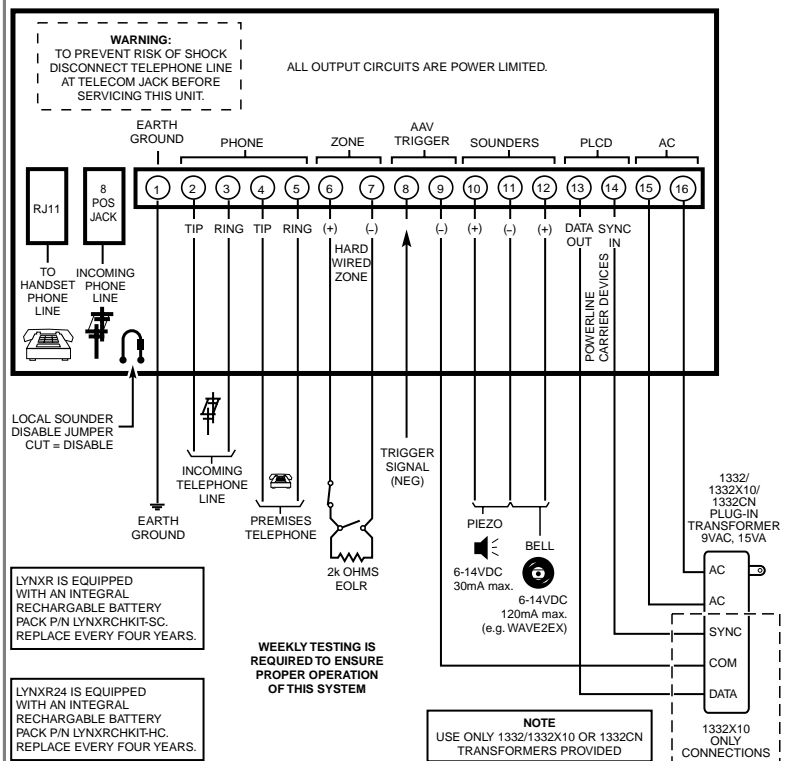 WARNING:
TO PREVENT RISK OF SHOCK
DISCONNECT TELEPHONE LINE
AT TELECOM JACK BEFORE
SERVICING THIS UNIT.
ALL OUTPUT CIRCUITS ARE POWER LIMITED.
EARTH
GROUND
PHONE
ZONE
AAV
TRIGGER
SOUNDERS
PLCD
AC
RJ11
8
POS
JACK
1 2 3 4 5 6 7 8 9 10 11 12 13 14 15 16
TIP RING TIP RING (+) (–) (–) (+) (–) (+)
DATA
OUT
SYNC
IN
HARD
WIRED
ZONE
POWERLINE
CARRIER DEVICES
TO
HANDSET
PHONE
LINE
INCOMING
PHONE
LINE
LOCAL SOUNDER
DISABLE JUMPER
CUT = DISABLE
EARTH
GROUND
INCOMING
TELEPHONE
LINE
PREMISES
TELEPHONE
2k OHMS
EOLR
TRIGGER
SIGNAL
(NEG)
PIEZO
6-14VDC
30mA max.
BELL
6-14VDC
120mA max.
(e.g. WAVE2EX)
1332/
1332X10/
1332CN
PLUG-IN
TRANSFORMER
9VAC, 15VA
AC
AC
SYNC
COM
DATA
1332X10
ONLY
CONNECTIONS
LYNXR IS EQUIPPED
WITH AN INTEGRAL
RECHARGABLE BATTERY
PACK P/N LYNXRCHKIT-SC.
REPLACE EVERY FOUR YEARS.
WEEKLY TESTING IS
REQUIRED TO ENSURE
PROPER OPERATION
OF THIS SYSTEM
LYNXR24 IS EQUIPPED
WITH AN INTEGRAL
RECHARGABLE BATTERY
PACK P/N LYNXRCHKIT-HC.
REPLACE EVERY FOUR YEARS.
NOTE
USE ONLY 1332/1332X10 OR 1332CN
TRANSFORMERS PROVIDED